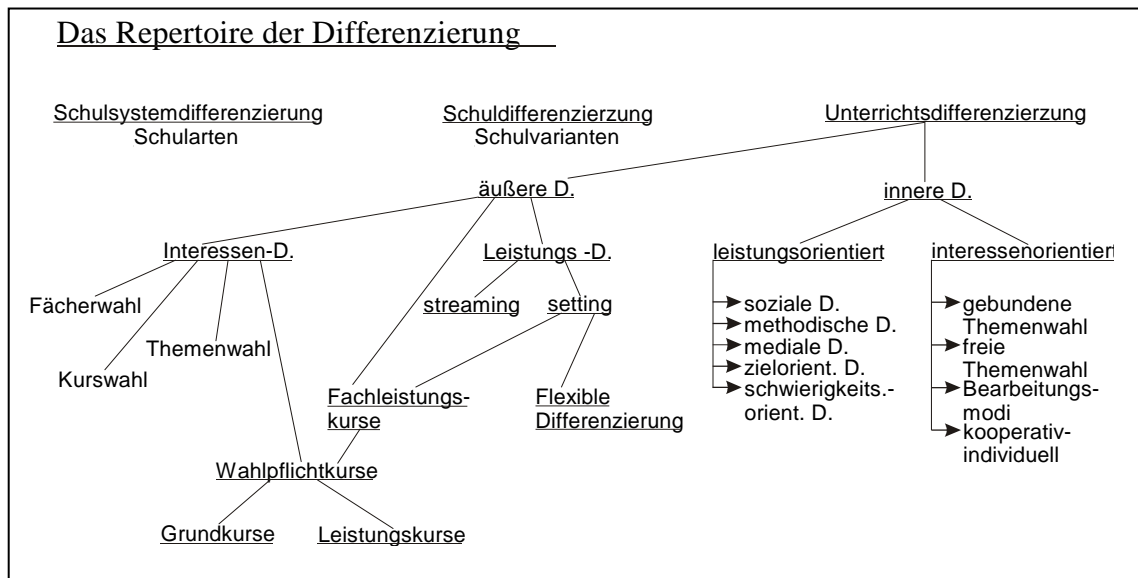 Das Repertoire der Differenzierung
Schulsystemdifferenzierung
Schularten
Schuldifferzierzung
Schulvarianten
Unterrichtsdifferenzierzung
äußere D.
innere D.
Interessen-D.
Leistungs -D.
leistungsorientiert
interessenorientiert
Fächerwahl
Kurswahl
Themenwahl
streaming
setting
Fachleistungs-
kurse
Flexible
Differenzierung
Wahlpflichtkurse
Grundkurse
Leistungskurse
soziale D.
methodische D.
mediale D.
zielorient. D.
schwierigkeits.-
orient. D.
gebundene
Themenwahl
freie
Themenwahl
Bearbeitungs-
modi
kooperativ-
individuell